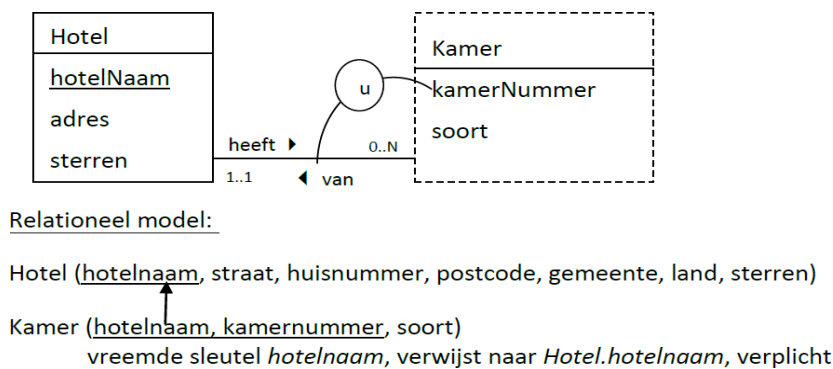 Hotel
hotelNaam
adres
sterren
heeft
1..1
van
0..N
u
Kamer
kamerNummer
soort
Relationeel model:
Hotel (hotelnaam, straat, huisnummer, postcode, gemeente, land, sterren)
Kamer (hotelnaam, kamernummer, soort)
vreemde sleutel hotelnaam, verwijst naar Hotel.hotelnaam, verplicht